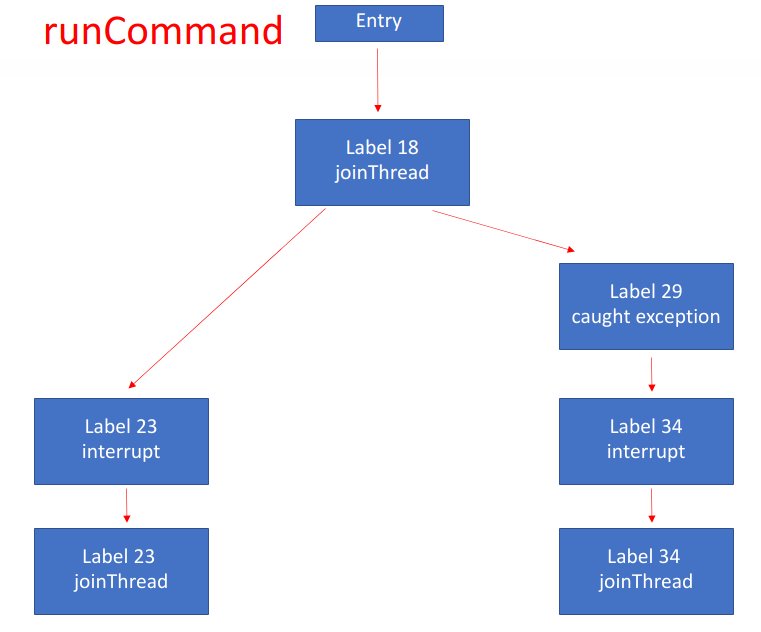 runCommand
Entry
Label 18
joinThread
Label 29
caught exception
Label 23
interrupt
Label 34
interrupt
Label 23
joinThread
Label 34
joinThread